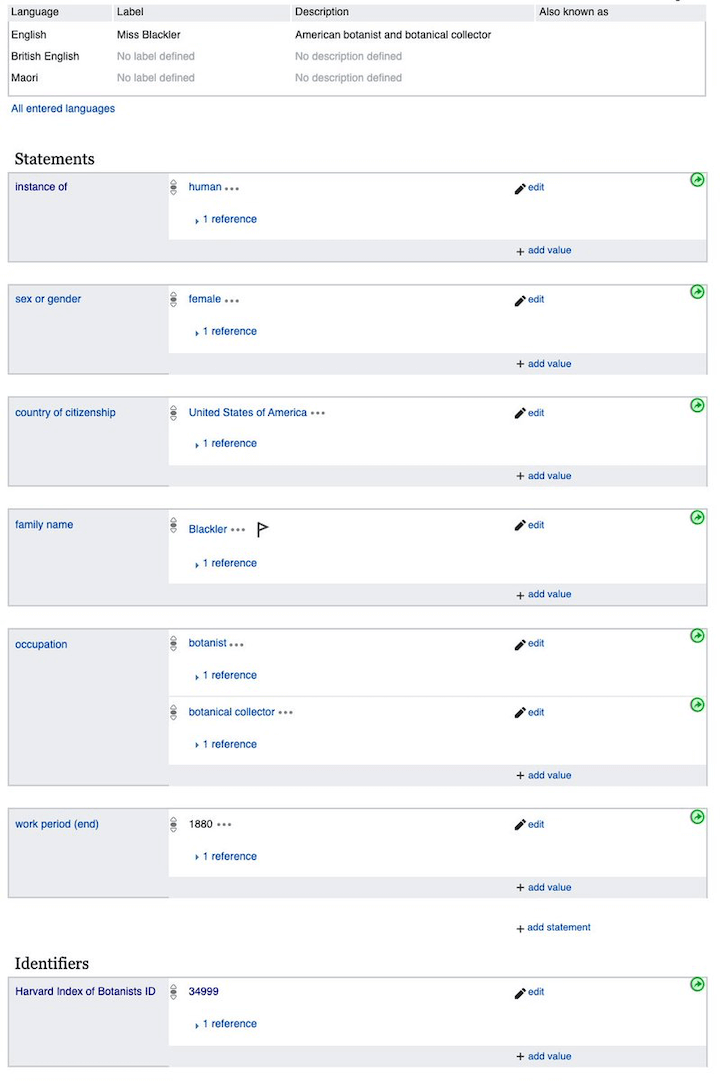 Language Label Description Also known as
English Miss Blackler American botanist and botanical collector
British English No label defined No description defined
Maori No label defined No description defined
All entered languages
Statements
instance of human edit
1 reference
+ add value
sex or gender female edit
1 reference
+ add value
country of citizenship United States of America edit
1 reference
+ add value
family name Blackler edit
1 reference
+ add value
occupation botanist edit
1 reference
botanical collector edit
1 reference
+ add value
work period (end) 1880 edit
1 reference
+ add value
+ add statement
Identifiers
Harvard Index of Botanists ID 34999 edit
1 reference
+ add value